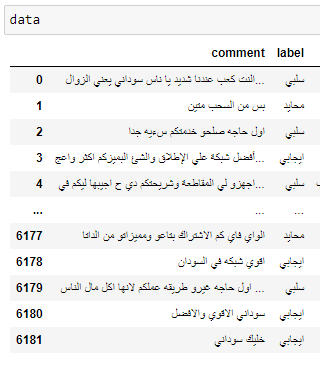 data
comment label
0 النت كعب عندنا شديد يا ناس سوداني يعني الزوال... سلبي
1 بس من السحب متين محايد
2 اول حاجه صلحو خدمتكم سءيه جدا سلبي
3 أفضل شبكة علي الإطلاق والشئ البميزكم اكثر واعج... ايجابي
4 اجهزو لي المقاطعة وشريحتكم دي ح اجيبها ليكم في... سلبي
... ... ...
6177 الواي فاي كم الاشتراك بتاعو ومميزاتو من الداتا محايد
6178 اقوي شبكه في السودان ايجابي
6179 اول حاجه غيرو طريقه عملكم لانها اكل مال الناس ... سلبي
6180 سوداني الاقوي والافضل ايجابي
6181 خليك سوداني ايجابي